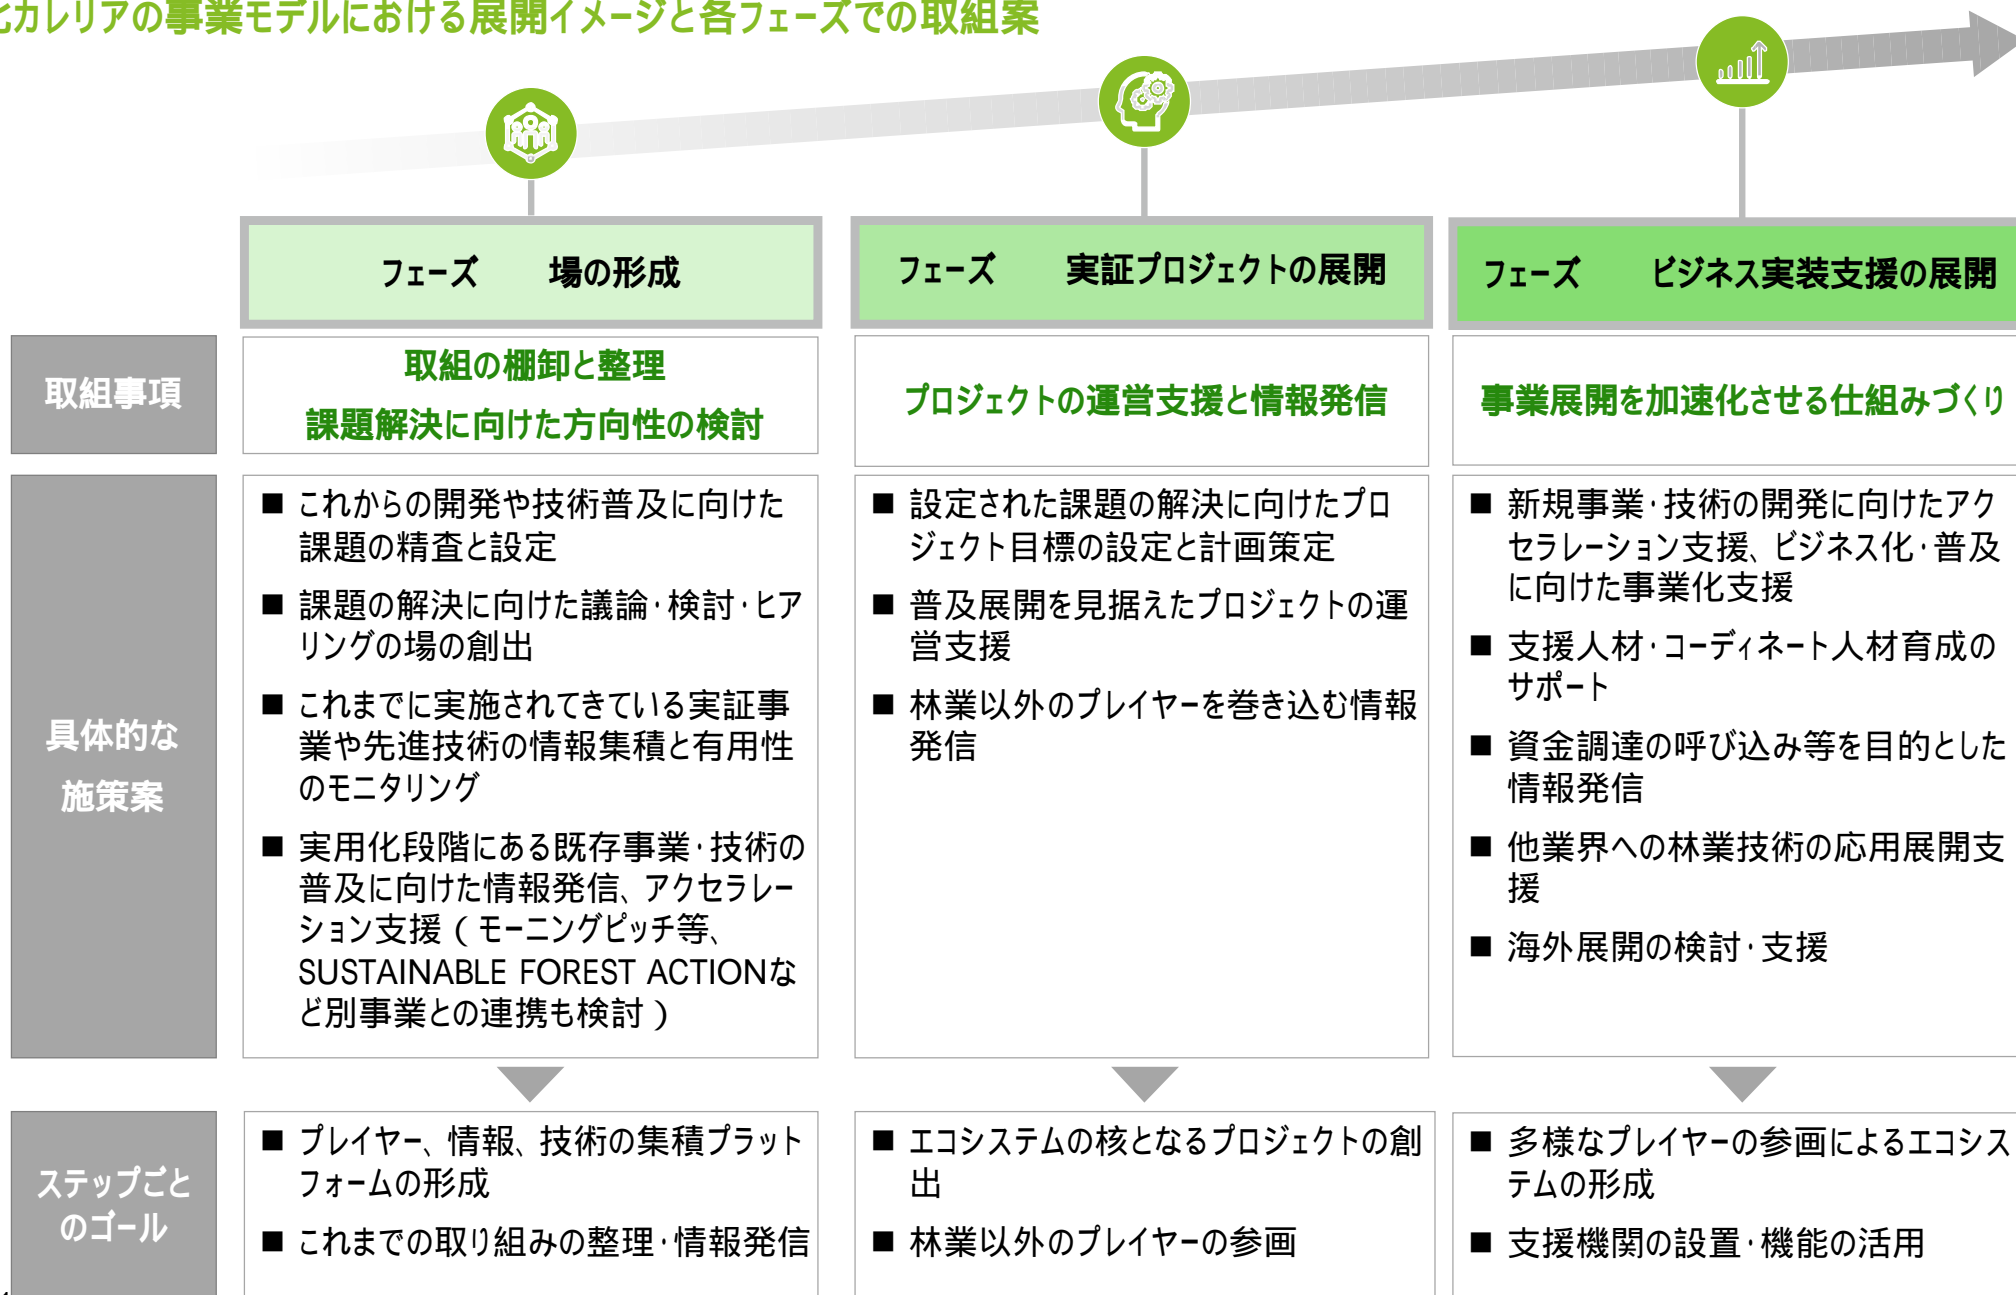 カレリアの事業モデルにおける展開イメージと各フェーズでの取組案
フェーズ 場の形成
フェーズ 実証プロジェクトの展開
フェーズ ビジネス実装支援の展開
取組事項
取組の棚卸と整理
課題解決に向けた方向性の検討
プロジェクトの運営支援と情報発信
事業展開を加速化させる仕組みづくり
具体的な
施策案
■ これからの開発や技術普及に向けた
課題の精査と設定
■ 課題の解決に向けた議論・検討・ヒア
リングの場の創出
■ これまでに実施されてきている実証事
業や先進技術の情報集積と有用性
のモニタリング
■ 実用化段階にある既存事業・技術の
普及に向けた情報発信、アクセラレー
ション支援（モーニングピッチ等、
SUSTAINABLE FOREST ACTIONな
ど別事業との連携も検討）
■ 設定された課題の解決に向けたプロ
ジェクト目標の設定と計画策定
■ 普及展開を見据えたプロジェクトの運
営支援
■ 林業以外のプレイヤーを巻き込む情報
発信
■ 新規事業・技術の開発に向けたアク
セラレーション支援、ビジネス化・普及
に向けた事業化支援
■ 支援人材・コーディネート人材育成の
サポート
■ 資金調達の呼び込み等を目的とした
情報発信
■ 他業界への林業技術の応用展開支
援
■ 海外展開の検討・支援
ステップごと
のゴール
■ プレイヤー、情報、技術の集積プラット
フォームの形成
■ これまでの取り組みの整理・情報発信
■ エコシステムの核となるプロジェクトの創
出
■ 林業以外のプレイヤーの参画
■ 多様なプレイヤーの参画によるエコシス
テムの形成
■ 支援機関の設置・機能の活用